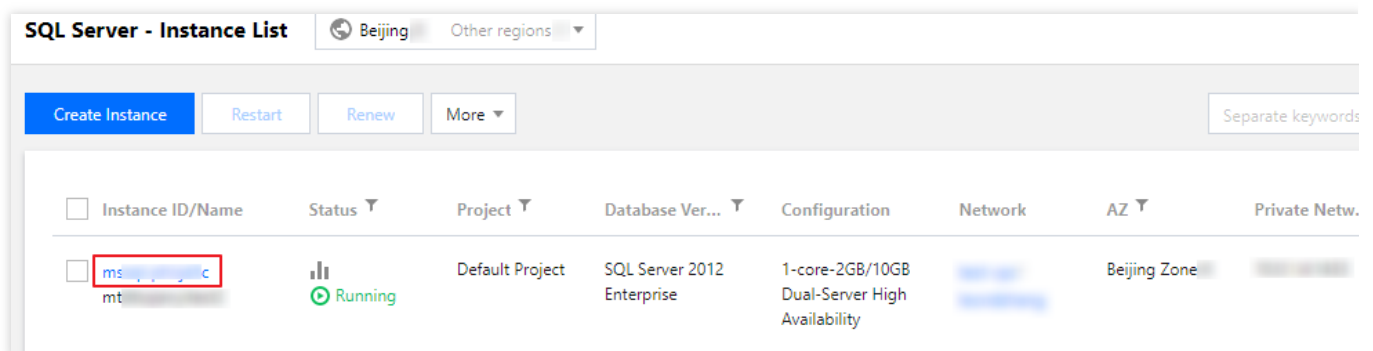 SQL Server - Instance List Beijing Other regions
Create Instance Restart Renew More Separate keywords
Instance ID/Name Status Project Database Ver... Configuration Network AZ Private Netw.
Default Project SQL Server 2012 1-core-2GB/10GB Beijing Zone
Running Enterprise Dual-Server High
Availability